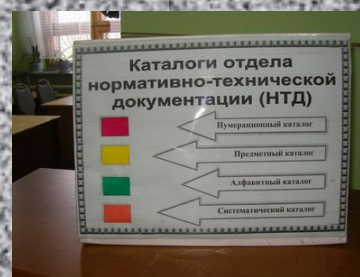 Каталоги отдела
нормативно-технической
документации (НТД)
Нумерационный каталог
Предметный каталог
Алфавитный каталог
Систематический каталог